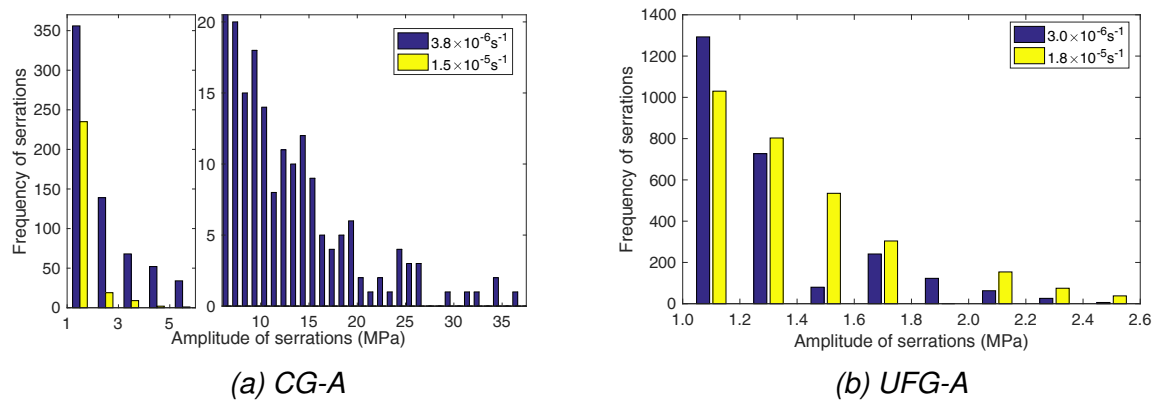 350
300
250
200
150
100
50
0
Frequency of serrations
1 3 5
20
15
10
5
0
3.8×10⁻⁶s⁻¹
1.5×10⁻⁵s⁻¹
10 15 20 25 30 35
Amplitude of serrations (MPa)
(a) CG-A
1400
1200
1000
800
600
400
200
0
Frequency of serrations
3.0×10⁻⁶s⁻¹
1.8×10⁻⁵s⁻¹
1.0 1.2 1.4 1.6 1.8 2.0 2.2 2.4 2.6
Amplitude of serrations (MPa)
(b) UFG-A